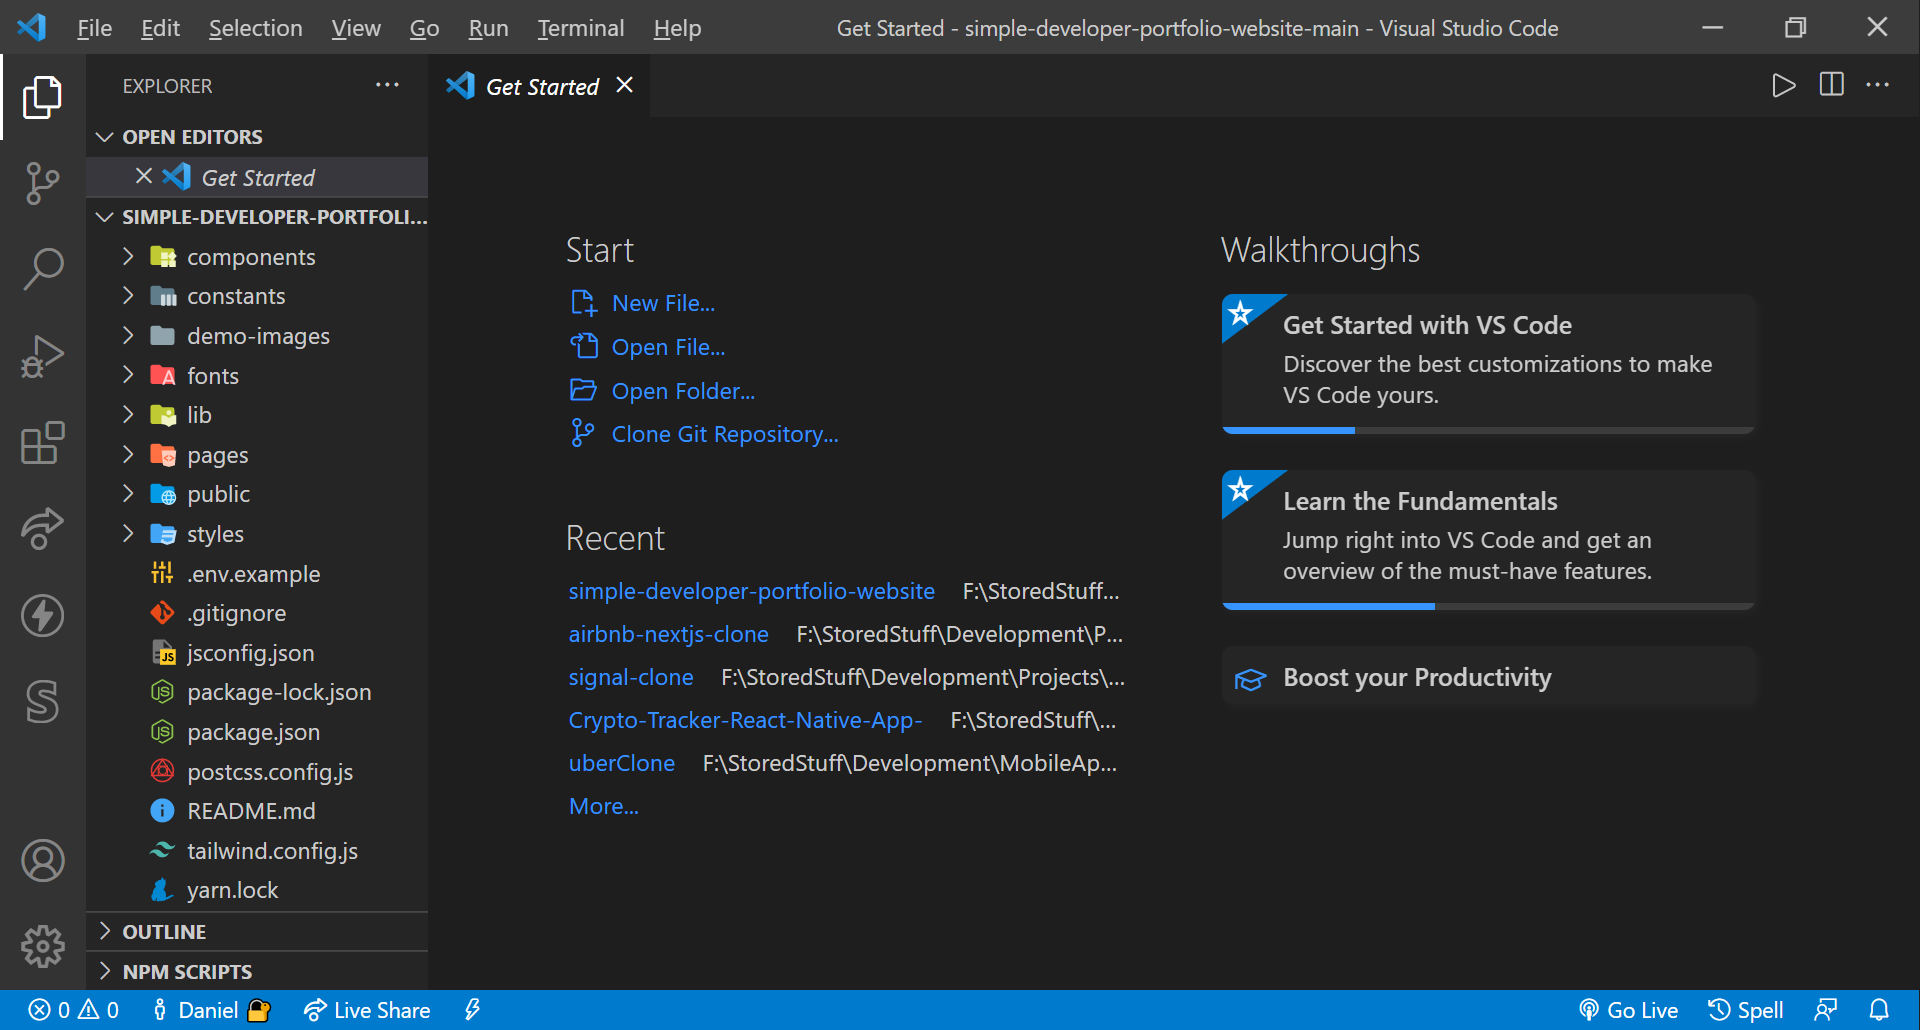 File Edit Selection View Go Run Terminal Help
Get Started - simple-developer-portfolio-website-main - Visual Studio Code
EXPLORER
OPEN EDITORS
Get Started
SIMPLE-DEVELOPER-PORTFOLI...
components
constants
demo-images
fonts
lib
pages
public
styles
.env.example
.gitignore
jsconfig.json
package-lock.json
package.json
postcss.config.js
README.md
tailwind.config.js
yarn.lock
OUTLINE
NPM SCRIPTS
Get Started
Start
New File...
Open File...
Open Folder...
Clone Git Repository...
Recent
simple-developer-portfolio-website F:\StoredStuff...
airbnb-nextjs-clone F:\StoredStuff\Development\P...
signal-clone F:\StoredStuff\Development\Projects\...
Crypto-Tracker-React-Native-App- F:\StoredStuff\...
uberClone F:\StoredStuff\Development\MobileAp...
More...
Walkthroughs
Get Started with VS Code
Discover the best customizations to make
VS Code yours.
Learn the Fundamentals
Jump right into VS Code and get an
overview of the must-have features.
Boost your Productivity
0 0 Daniel Live Share
Go Live Spell